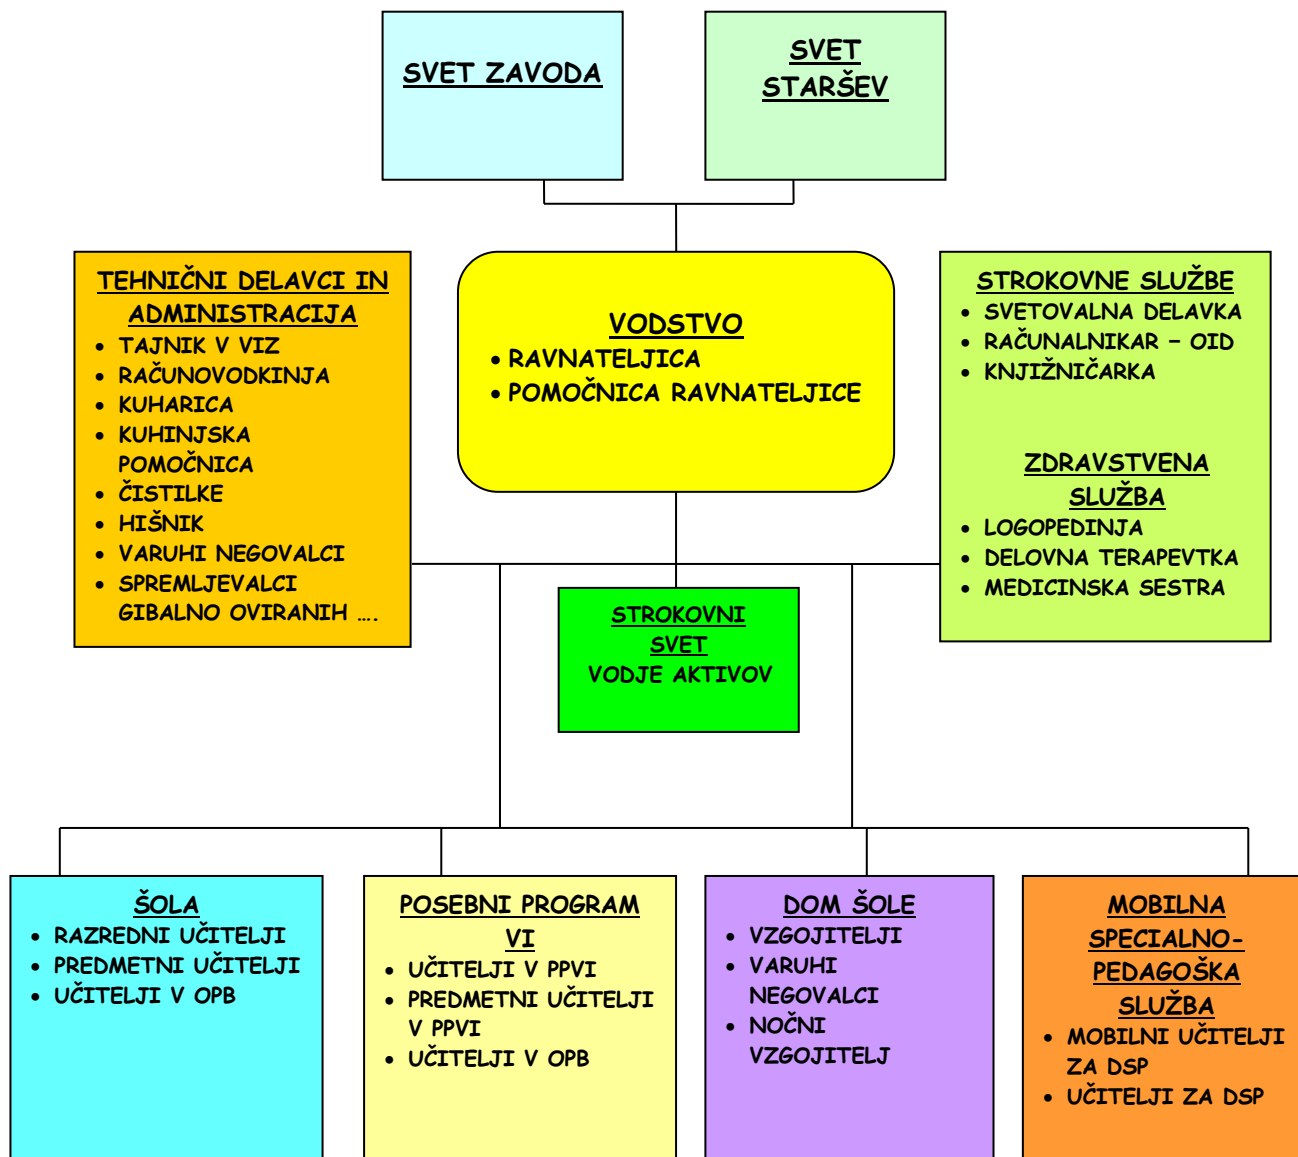 SVET ZAVODA
SVET
STARŠEV
TEHNIČNI DELAVCI IN
ADMINISTRACIJA
• TAJNIK V VIZ
• RAČUNOVODKINJA
• KUHARICA
• KUHINJSKA
POMOČNICA
• ČISTILKE
• HIŠNIK
• VARUHI NEGOVALCI
• SPREMLJEVALCI
GIBALNO OVIRANIH ….
VODSTVO
• RAVNATELJICA
• POMOČNICA RAVNATELJICE
STROKOVNE SLUŽBE
• SVETOVALNA DELAVKA
• RAČUNALNIKAR – OID
• KNJIŽNIČARKA
ZDRAVSTVENA
SLUŽBA
• LOGOPEDINJA
• DELOVNA TERAPEVTKA
• MEDICINSKA SESTRA
STROKOVNI
SVET
VODJE AKTIVOV
ŠOLA
• RAZREDNI UČITELJI
• PREDMETNI UČITELJI
• UČITELJI V OPB
POSEBNI PROGRAM
VI
• UČITELJI V PPVI
• PREDMETNI UČITELJI
V PPVI
• UČITELJI V OPB
DOM ŠOLE
• VZGOJITELJI
• VARUHI
NEGOVALCI
• NOČNI
VZGOJITELJ
MOBILNA
SPECIALNO-
PEDAGOŠKA
SLUŽBA
• MOBILNI UČITELJI
ZA DSP
• UČITELJI ZA DSP